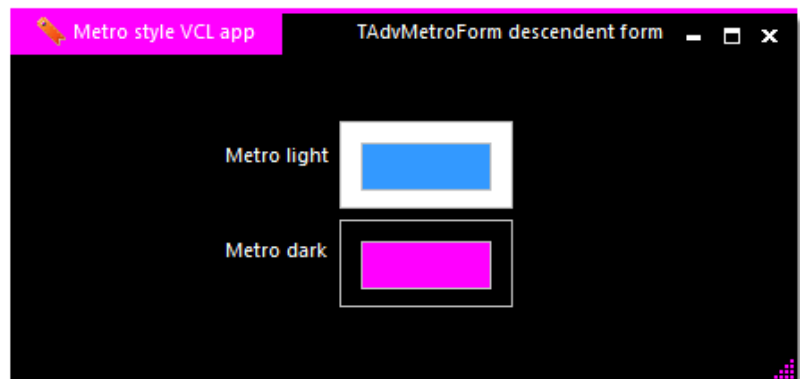 Metro style VCL app
TAdvMetroForm descendent form
Metro light
Metro dark